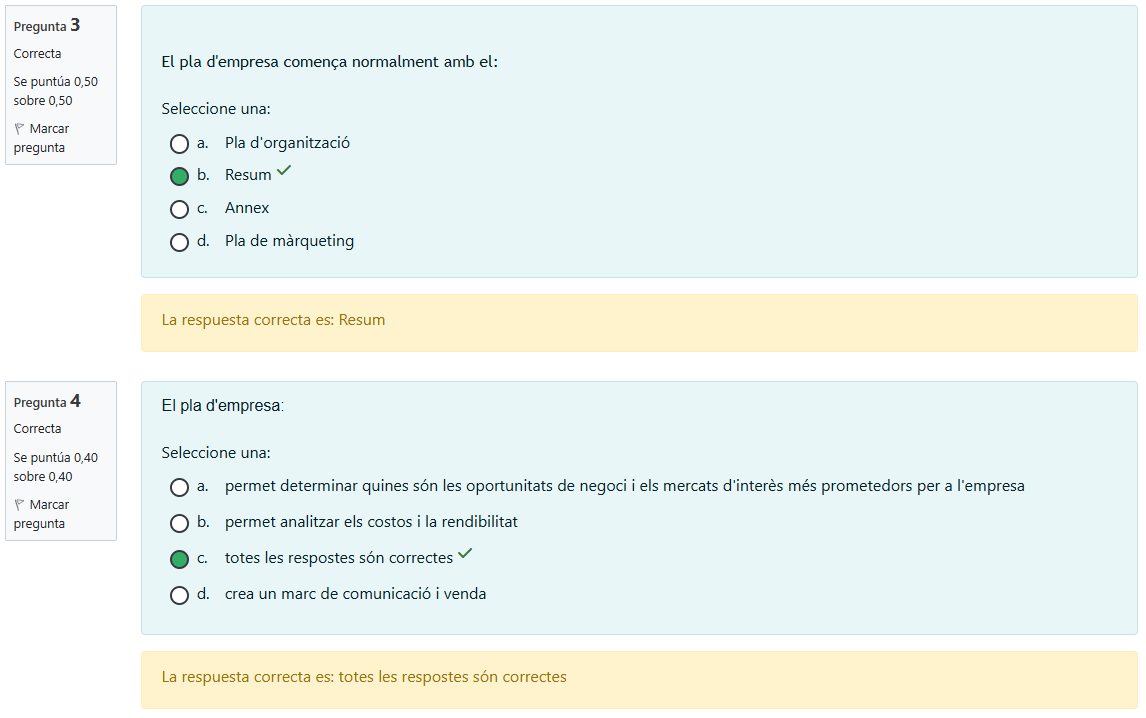 Pregunta 3
Correcta
Se puntúa 0,50
sobre 0,50
Marcar
pregunta
El pla d'empresa comença normalment amb el:
Seleccione una:
a. Pla d'organització
b. Resum
c. Annex
d. Pla de màrqueting
La respuesta correcta es: Resum
Pregunta 4
Correcta
Se puntúa 0,40
sobre 0,40
Marcar
pregunta
El pla d'empresa:
Seleccione una:
a. permet determinar quines són les oportunitats de negoci i els mercats d'interès més prometedors per a l'empresa
b. permet analitzar els costos i la rendibilitat
c. totes les respostes són correctes
d. crea un marc de comunicació i venda
La respuesta correcta es: totes les respostes són correctes